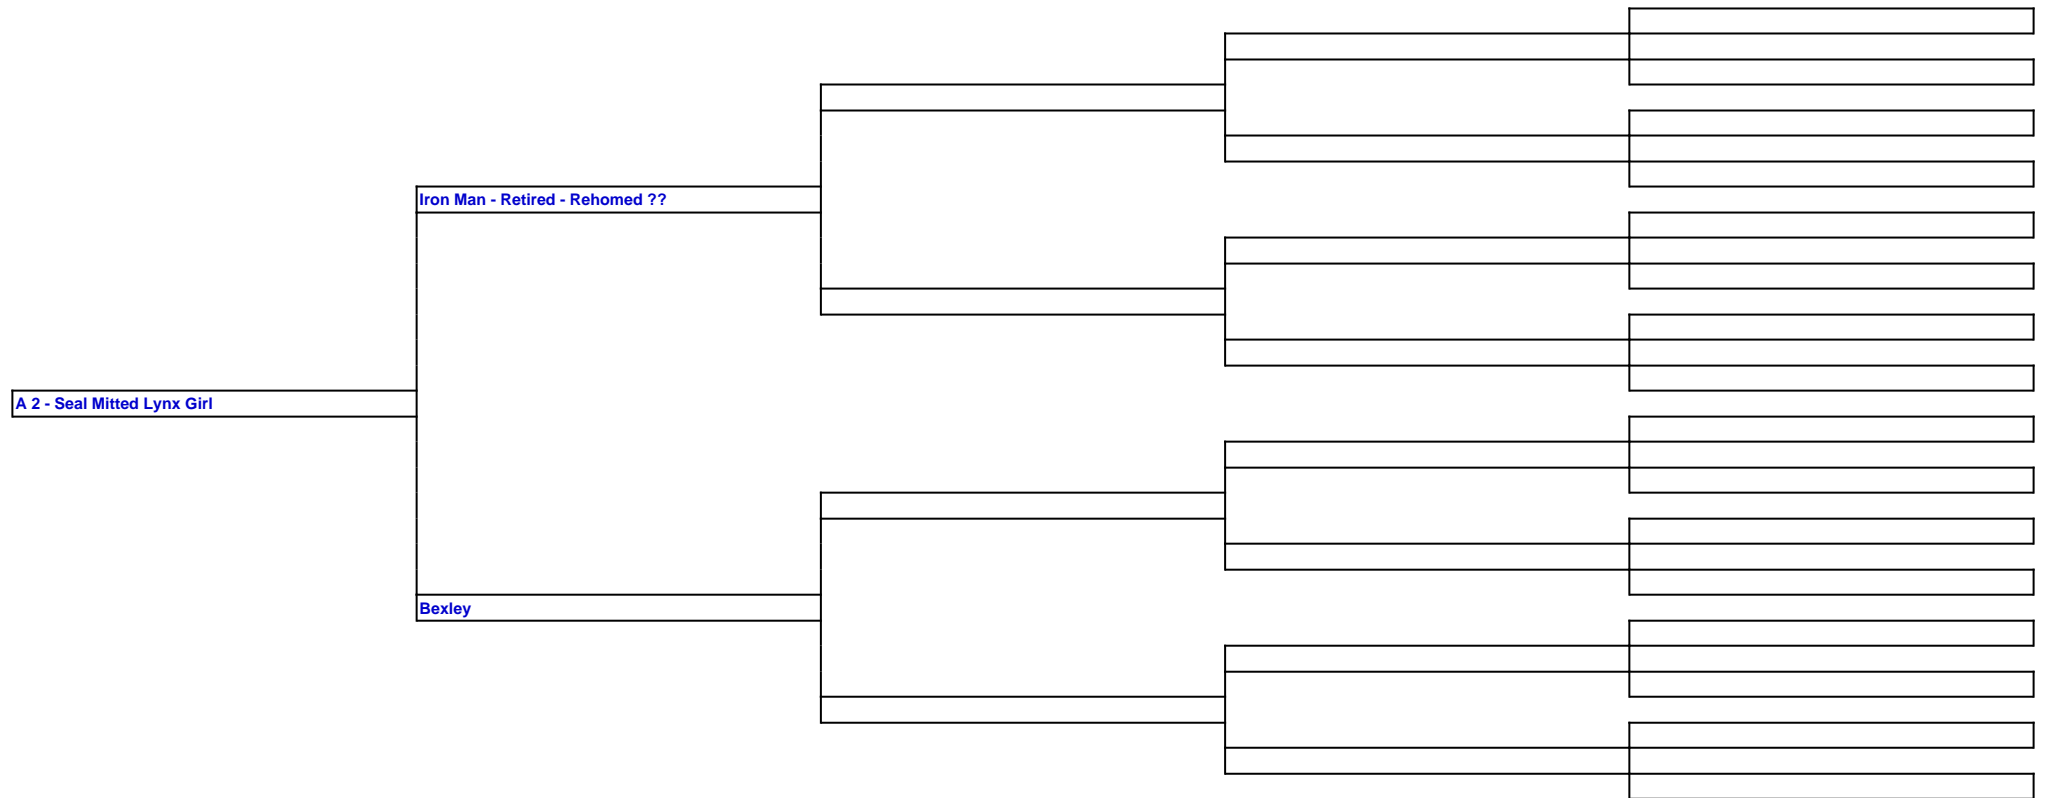 Iron Man - Retired - Rehomed ??
A 2 - Seal Mitted Lynx Girl
Bexley